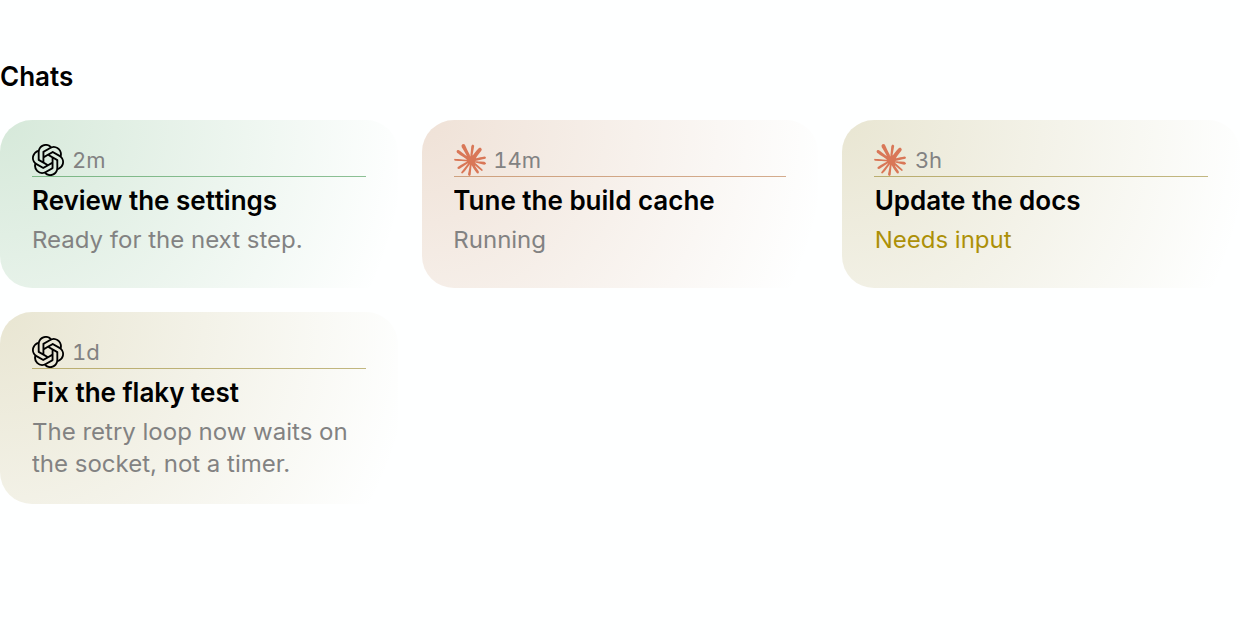 Chats
2m
Review the settings
Ready for the next step.
14m
Tune the build cache
Running
3h
Update the docs
Needs input
1d
Fix the flaky test
The retry loop now waits on
the socket, not a timer.